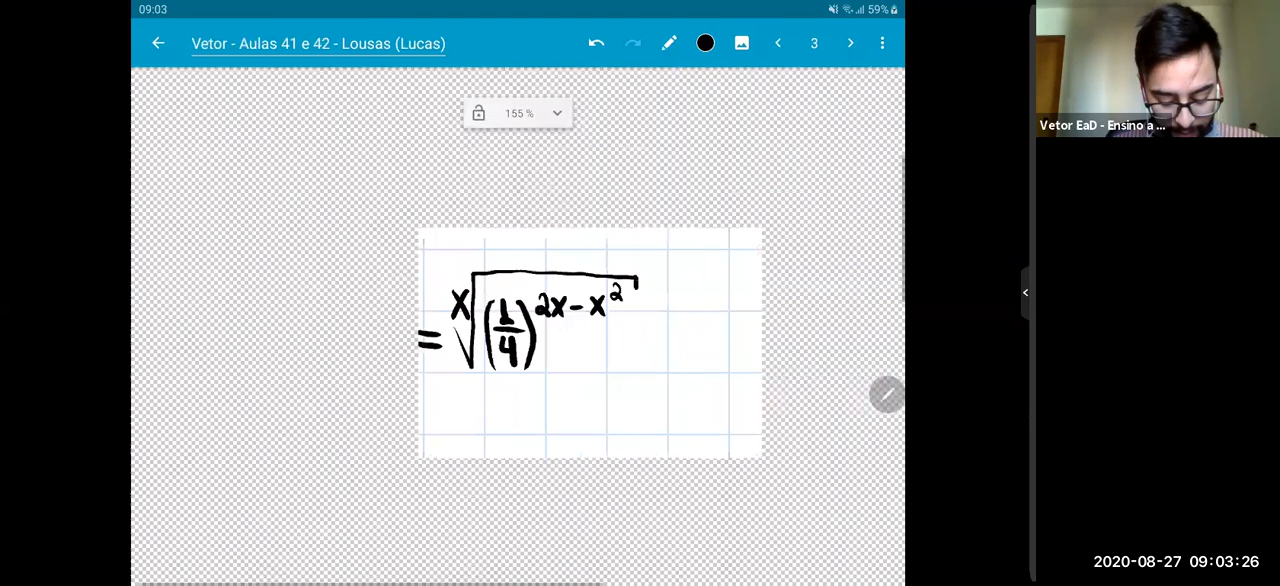 09:03
59%
Vetor - Aulas 41 e 42 - Lousas (Lucas)
3
155 %
= ˣ√(1/4)^(2x - x²)
Vetor EaD - Ensino a ...
2020-08-27 09:03:26